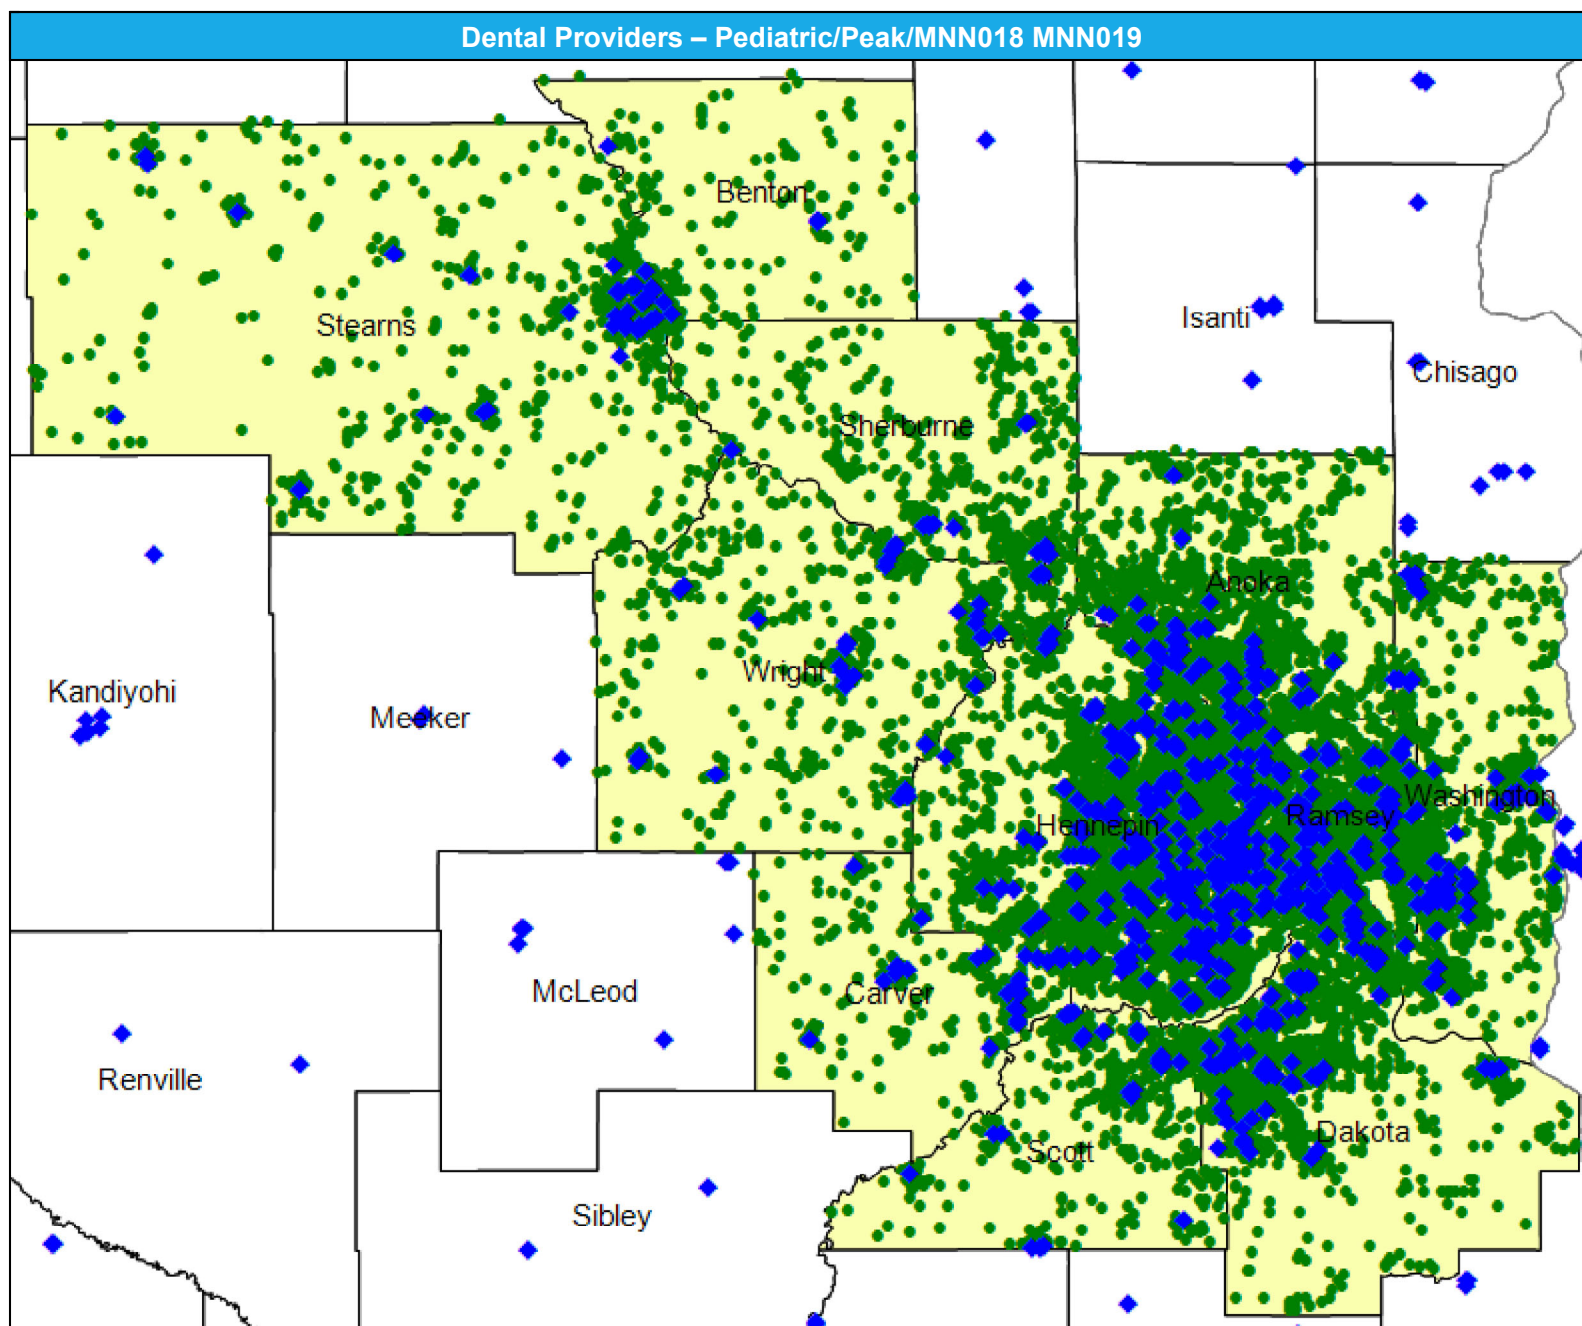 Dental Providers – Pediatric/Peak/MNN018 MNN019
Benton
Stearns
Isanti
Chisago
Sherburne
Anoka
Wright
Kandiyohi
Meeker
Washington
Ramsey
Hennepin
McLeod
Carver
Renville
Dakota
Scott
Sibley